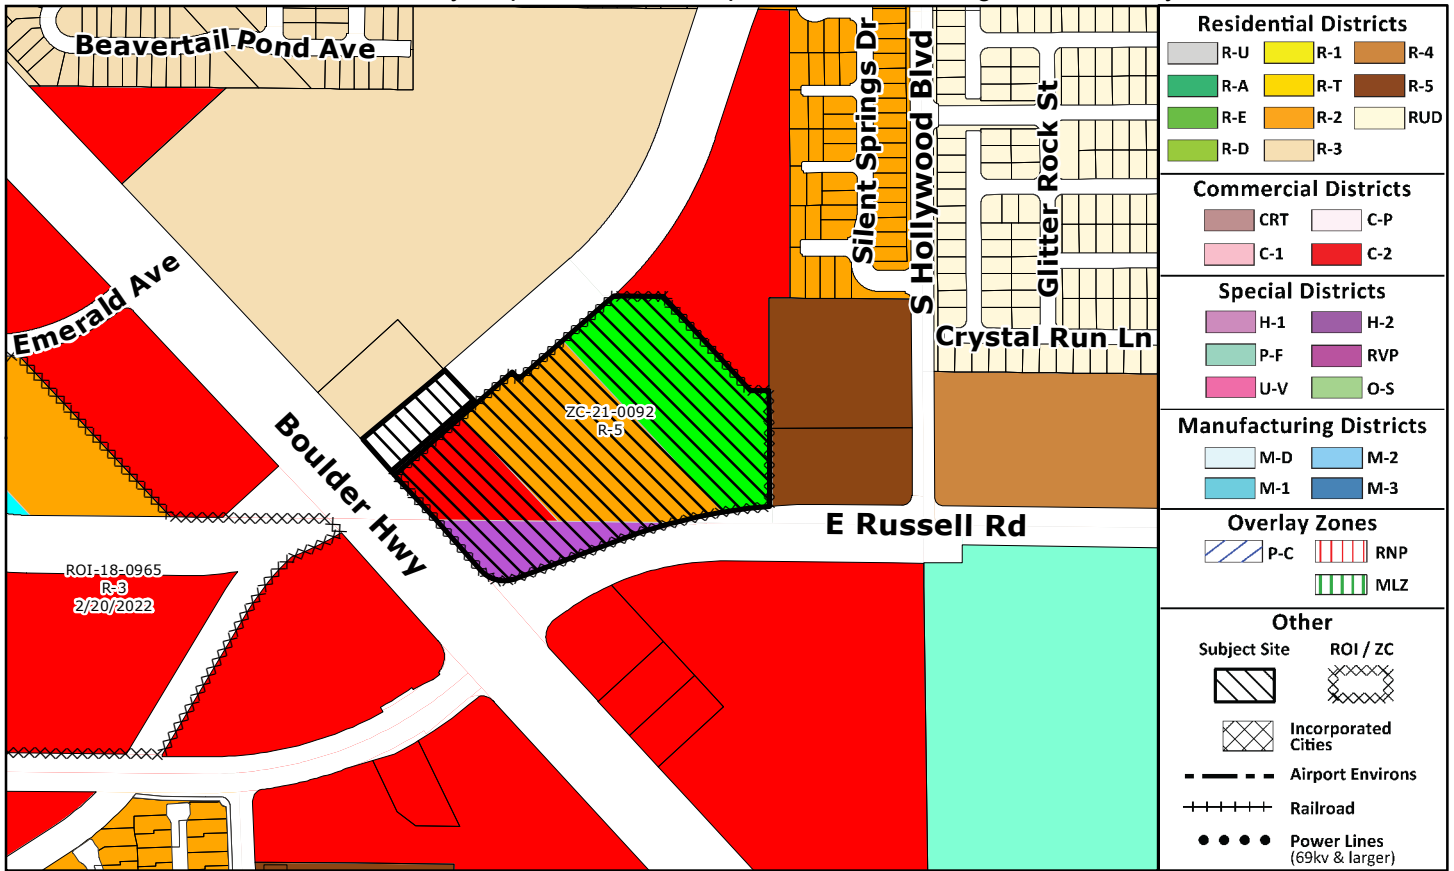 Beavertail Pond Ave
Silent Springs Dr
S Hollywood Blvd
Glitter Rock St
Emerald Ave
Crystal Run Ln
ZC-21-0092
R-5
Boulder Hwy
E Russell Rd
ROI-18-0965
R-3
2/20/2022
Residential Districts
R-U R-1 R-4
R-A R-T R-5
R-E R-2 RUD
R-D R-3
Commercial Districts
CRT C-P
C-1 C-2
Special Districts
H-1 H-2
P-F RVP
U-V O-S
Manufacturing Districts
M-D M-2
M-1 M-3
Overlay Zones
P-C RNP
MLZ
Other
Subject Site ROI / ZC
Incorporated
Cities
Airport Environs
Railroad
Power Lines
(69kv & larger)